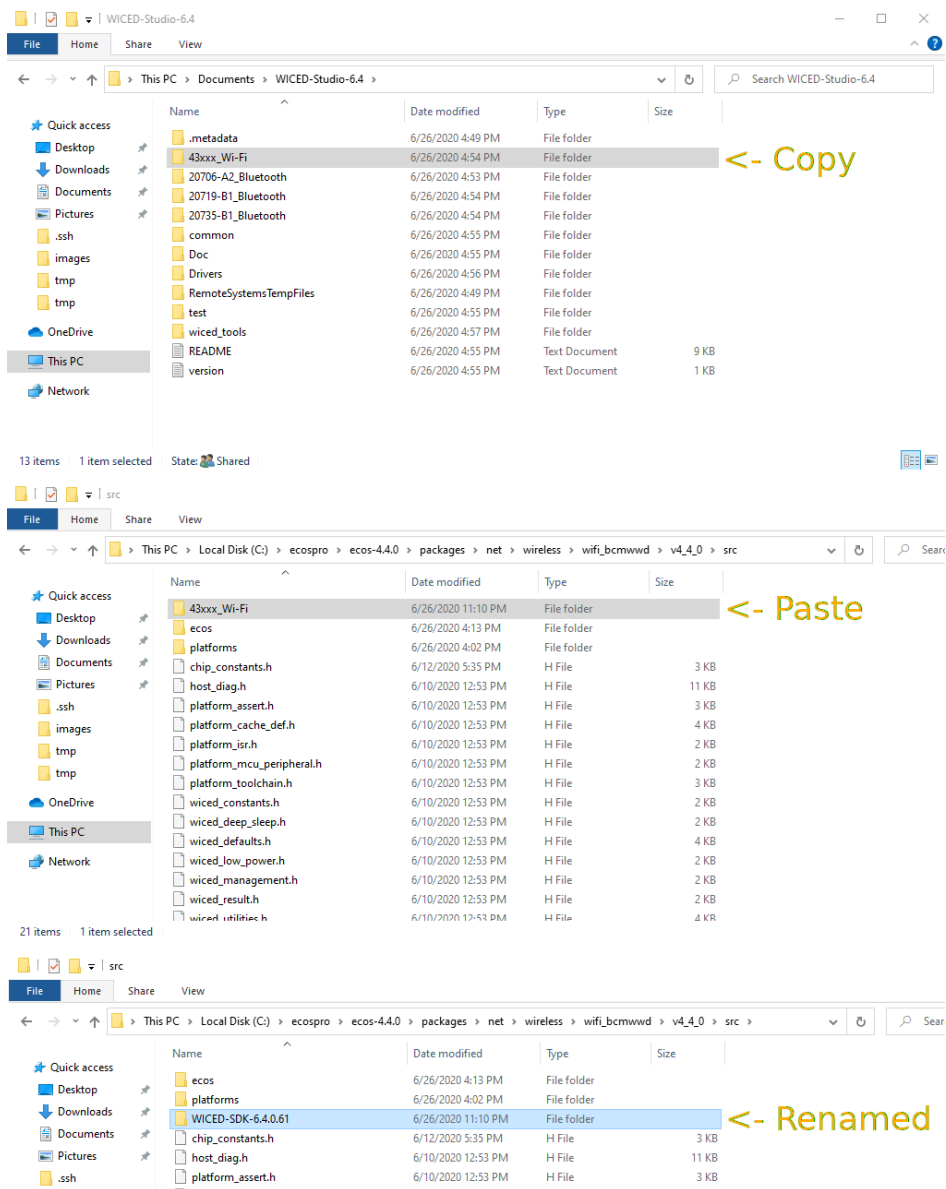 WICED-Studio-6.4
File Home Share View
This PC > Documents > WICED-Studio-6.4 >
Search WICED-Studio-6.4
Name Date modified Type Size
Quick access
Desktop
Downloads
Documents
Pictures
.ssh
images
tmp
tmp
OneDrive
This PC
Network
.metadata 6/26/2020 4:49 PM File folder
43xxx_Wi-Fi 6/26/2020 4:54 PM File folder
<- Copy
20706-A2_Bluetooth 6/26/2020 4:53 PM File folder
20719-B1_Bluetooth 6/26/2020 4:54 PM File folder
20735-B1_Bluetooth 6/26/2020 4:54 PM File folder
common 6/26/2020 4:55 PM File folder
Doc 6/26/2020 4:55 PM File folder
Drivers 6/26/2020 4:56 PM File folder
RemoteSystemsTempFiles 6/26/2020 4:49 PM File folder
test 6/26/2020 4:55 PM File folder
wiced_tools 6/26/2020 4:57 PM File folder
README 6/26/2020 4:55 PM Text Document 9 KB
version 6/26/2020 4:55 PM Text Document 1 KB
13 items 1 item selected State: Shared
src
File Home Share View
This PC > Local Disk (C:) > ecospro > ecos-4.4.0 > packages > net > wireless > wifi_bcmwwd > v4_4_0 > src
Sear
Name Date modified Type Size
Quick access
Desktop
Downloads
Documents
Pictures
.ssh
images
tmp
tmp
OneDrive
This PC
Network
43xxx_Wi-Fi 6/26/2020 11:10 PM File folder
<- Paste
ecos 6/26/2020 4:13 PM File folder
platforms 6/26/2020 4:02 PM File folder
chip_constants.h 6/12/2020 5:35 PM H File 3 KB
host_diag.h 6/10/2020 12:53 PM H File 11 KB
platform_assert.h 6/10/2020 12:53 PM H File 3 KB
platform_cache_def.h 6/10/2020 12:53 PM H File 4 KB
platform_isr.h 6/10/2020 12:53 PM H File 2 KB
platform_mcu_peripheral.h 6/10/2020 12:53 PM H File 2 KB
platform_toolchain.h 6/10/2020 12:53 PM H File 3 KB
wiced_constants.h 6/10/2020 12:53 PM H File 2 KB
wiced_deep_sleep.h 6/10/2020 12:53 PM H File 2 KB
wiced_defaults.h 6/10/2020 12:53 PM H File 4 KB
wiced_low_power.h 6/10/2020 12:53 PM H File 2 KB
wiced_management.h 6/10/2020 12:53 PM H File 2 KB
wiced_result.h 6/10/2020 12:53 PM H File 2 KB
wiced_utilities.h 6/10/2020 12:53 PM H File 4 KB
21 items 1 item selected
src
File Home Share View
This PC > Local Disk (C:) > ecospro > ecos-4.4.0 > packages > net > wireless > wifi_bcmwwd > v4_4_0 > src >
Sear
Name Date modified Type Size
Quick access
Desktop
Downloads
Documents
Pictures
.ssh
ecos 6/26/2020 4:13 PM File folder
platforms 6/26/2020 4:02 PM File folder
WICED-SDK-6.4.0.61 6/26/2020 11:10 PM File folder
<- Renamed
chip_constants.h 6/12/2020 5:35 PM H File 3 KB
host_diag.h 6/10/2020 12:53 PM H File 11 KB
platform_assert.h 6/10/2020 12:53 PM H File 3 KB